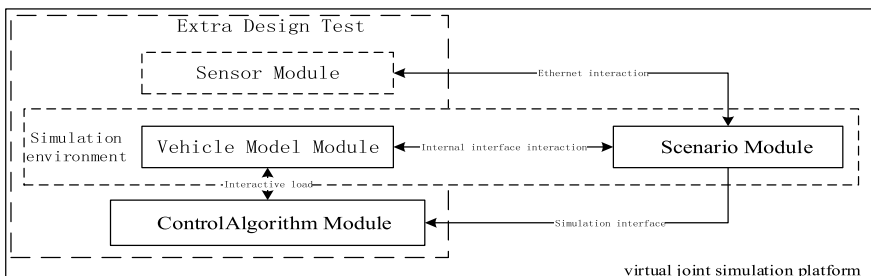 Extra Design Test
Sensor Module
Ethernet interaction
Simulation
environment
Vehicle Model Module
Internal interface interaction
Scenario Module
Interactive load
ControlAlgorithm Module
Simulation interface
virtual joint simulation platform